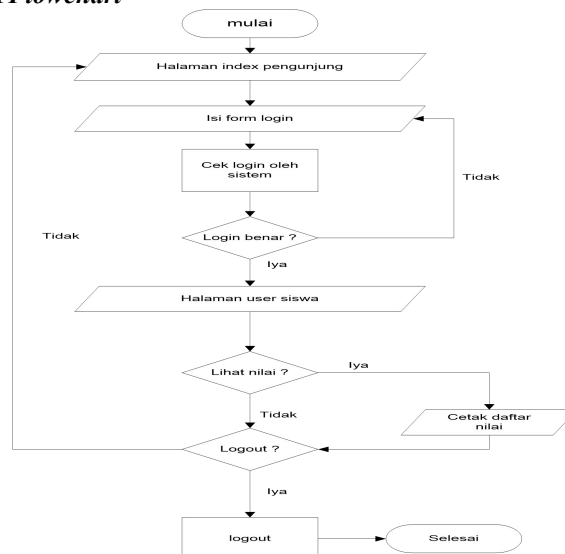 Flowchart
mulai
Halaman index pengunjung
Isi form login
Cek login oleh
sistem
Tidak
Tidak
Login benar ?
Iya
Halaman user siswa
Lihat nilai ?
Iya
Tidak
Cetak daftar
nilai
Logout ?
Iya
logout
Selesai